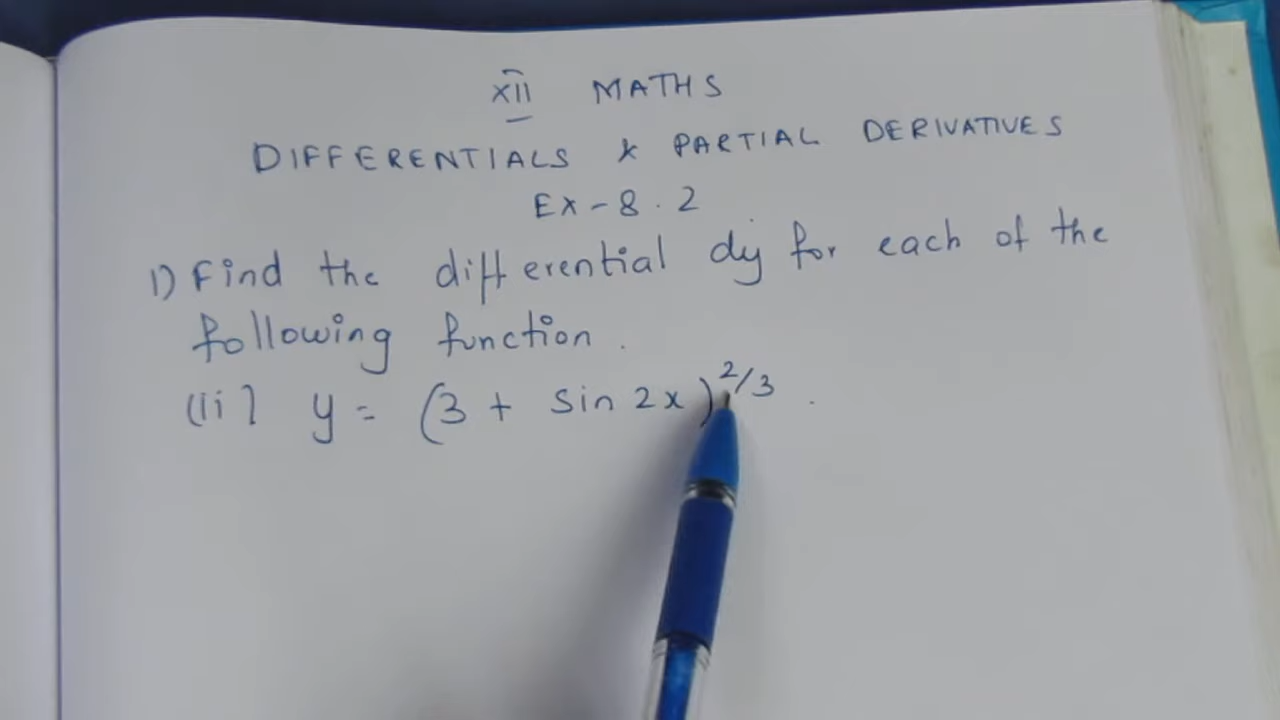 XII MATHS
DIFFERENTIALS & PARTIAL DERIVATIVES
Ex - 8.2
1) Find the differential dy for each of the
following function.
(ii) y = (3 + sin 2x)^2/3.